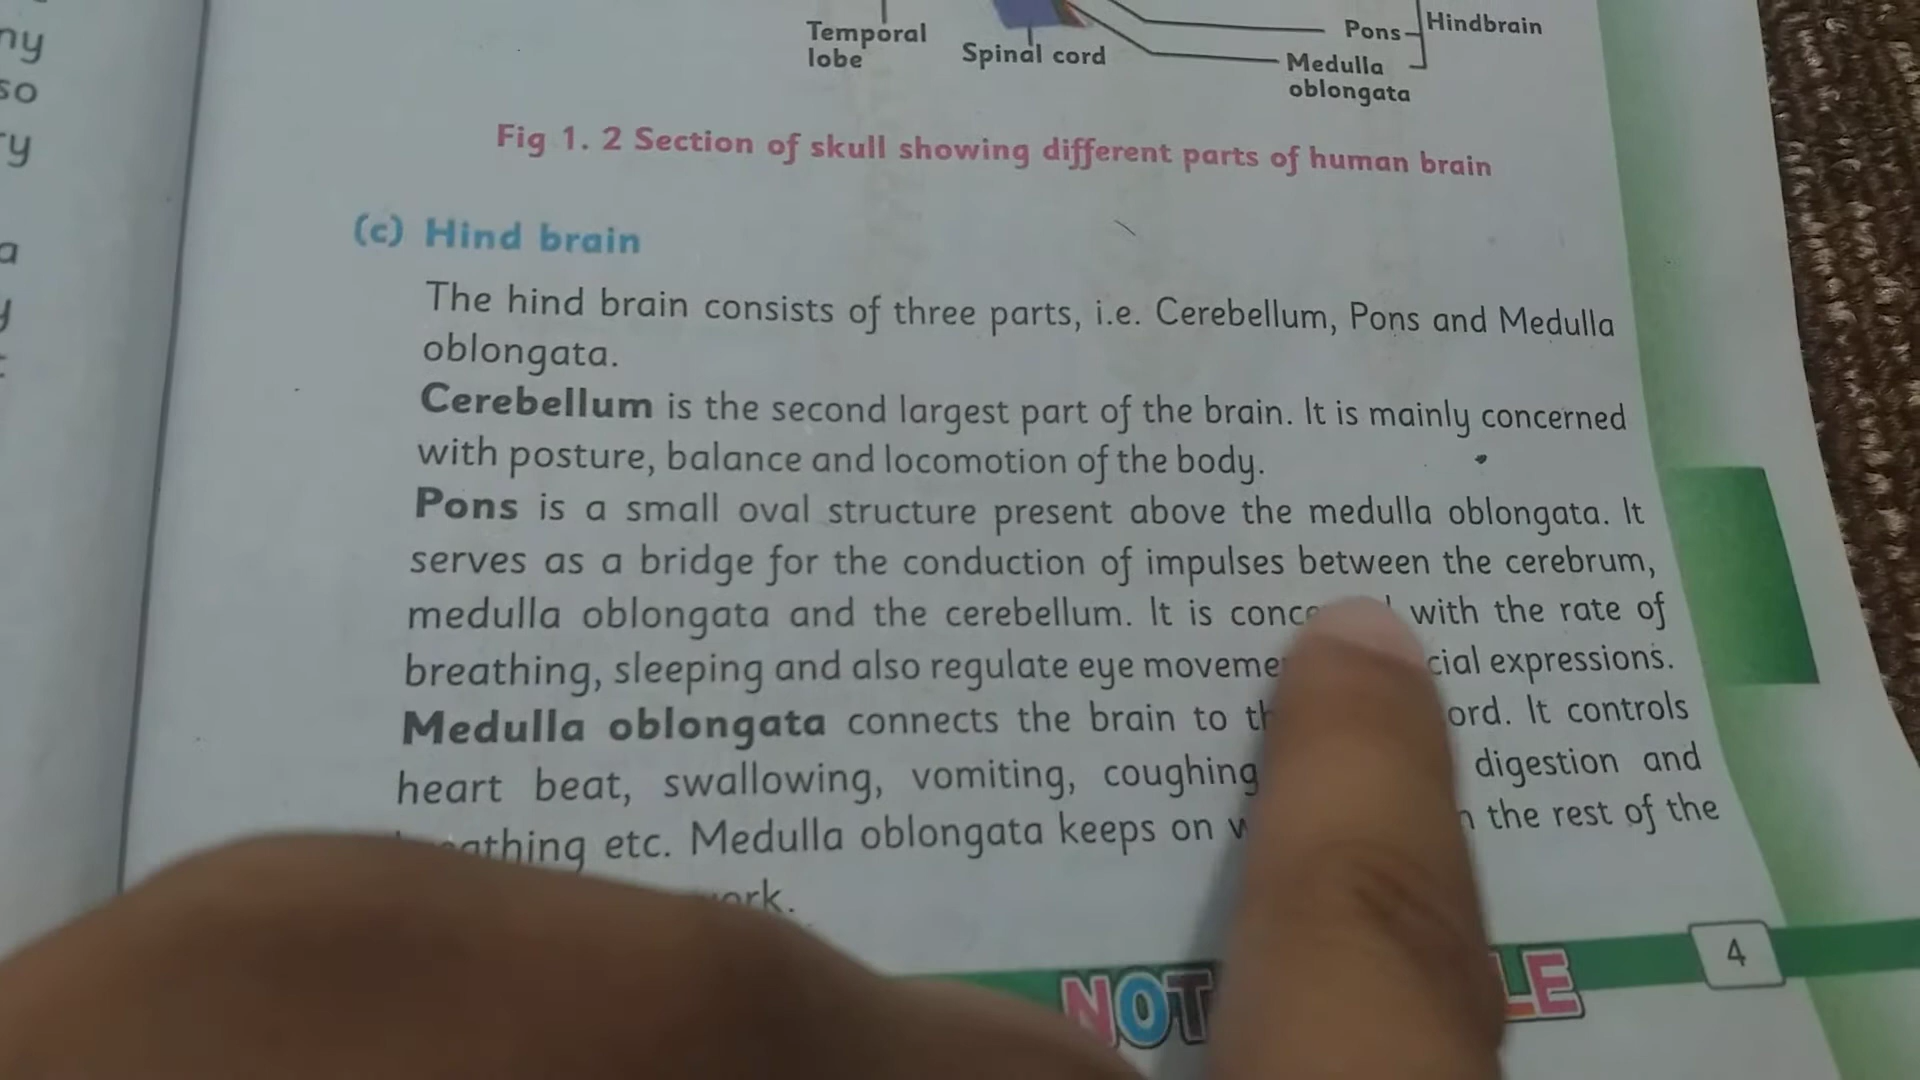 ny
so
ry
a
y
Temporal
lobe
Spinal cord
Pons
Hindbrain
Medulla
oblongata
Fig 1. 2 Section of skull showing different parts of human brain
(c) Hind brain
The hind brain consists of three parts, i.e. Cerebellum, Pons and Medulla
oblongata.
Cerebellum is the second largest part of the brain. It is mainly concerned
with posture, balance and locomotion of the body.
Pons is a small oval structure present above the medulla oblongata. It
serves as a bridge for the conduction of impulses between the cerebrum,
medulla oblongata and the cerebellum. It is with the rate of
breathing, sleeping and also regulate eye expressions.
Medulla oblongata connects the brain to It controls
heart beat, swallowing, vomiting, coughing digestion and
etc. Medulla oblongata keeps on the rest of the
NOT
4